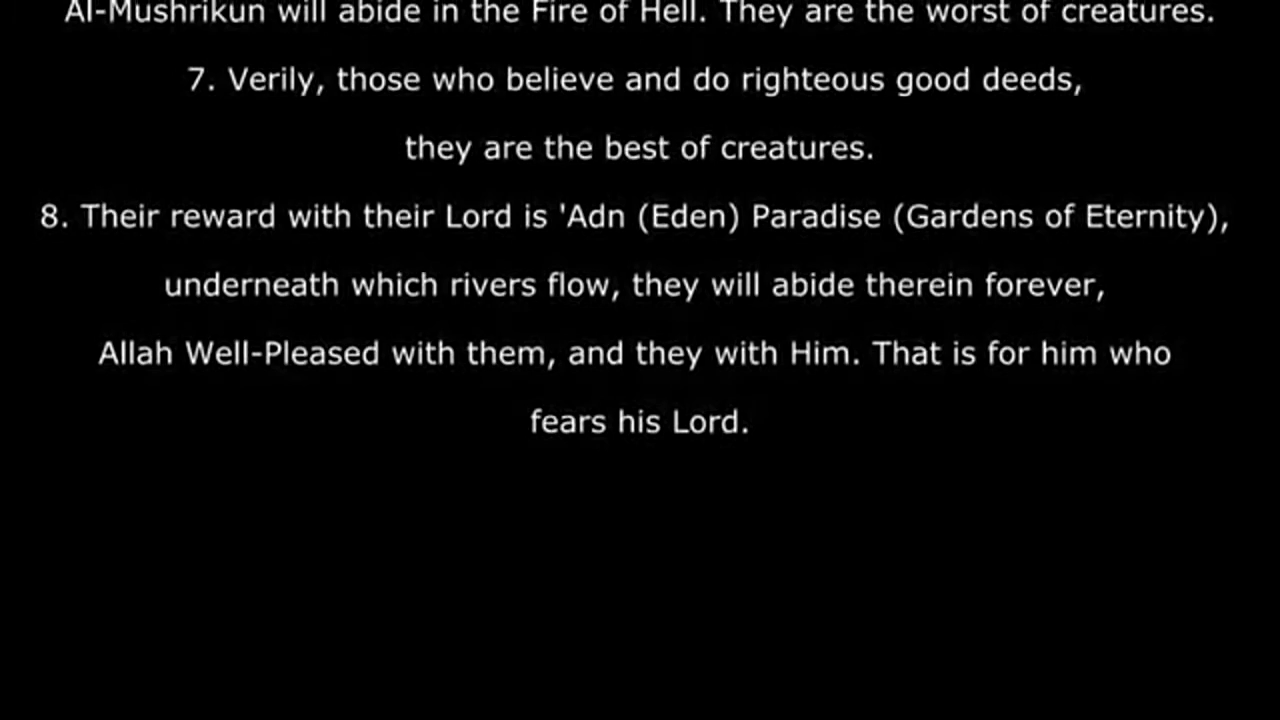 Al-Mushrikun will abide in the Fire of Hell. They are the worst of creatures.
7. Verily, those who believe and do righteous good deeds,
they are the best of creatures.
8. Their reward with their Lord is 'Adn (Eden) Paradise (Gardens of Eternity),
underneath which rivers flow, they will abide therein forever,
Allah Well-Pleased with them, and they with Him. That is for him who
fears his Lord.